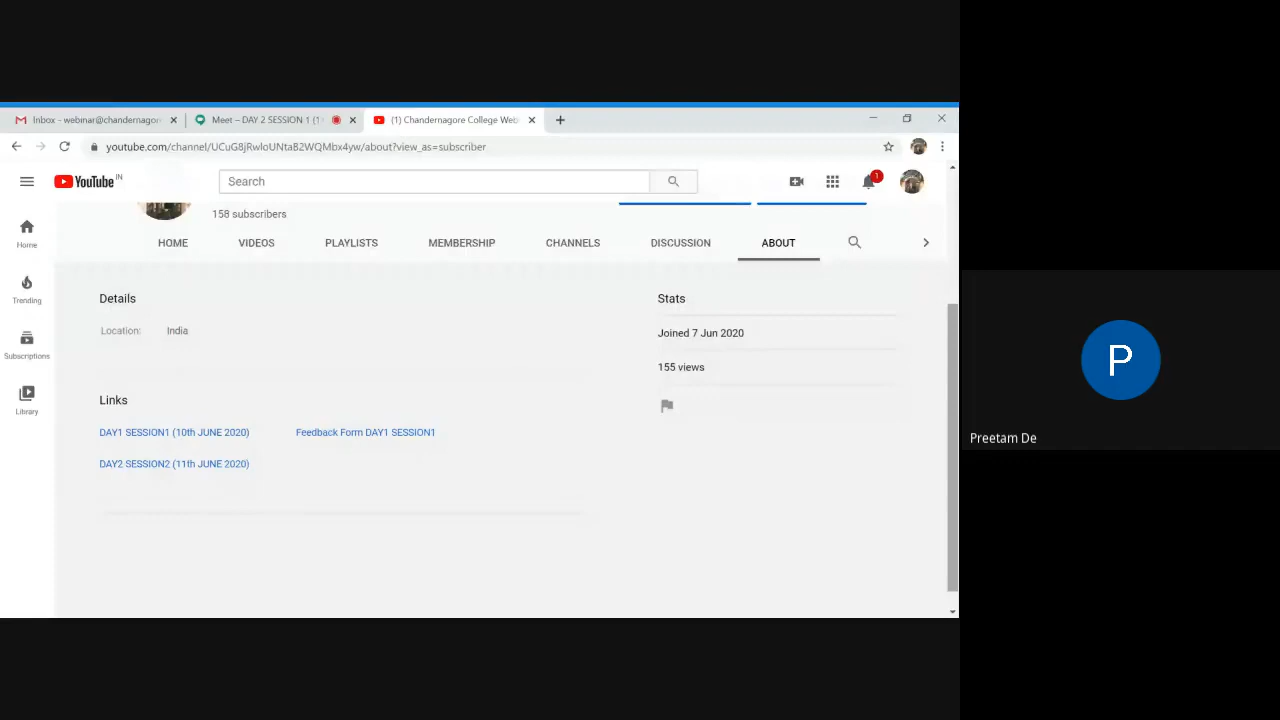 Inbox - webinar@chandernagor
Meet – DAY 2 SESSION 1 (1
(1) Chandernagore College Web
youtube.com/channel/UCuG8jRwloUNtaB2WQMbx4yw/about?view_as=subscriber
YouTube IN
Search
1
158 subscribers
HOME
VIDEOS
PLAYLISTS
MEMBERSHIP
CHANNELS
DISCUSSION
ABOUT
Home
Trending
Subscriptions
Library
Details
Location: India
Links
DAY1 SESSION1 (10th JUNE 2020)
Feedback Form DAY1 SESSION1
DAY2 SESSION2 (11th JUNE 2020)
Stats
Joined 7 Jun 2020
155 views
P
Preetam De